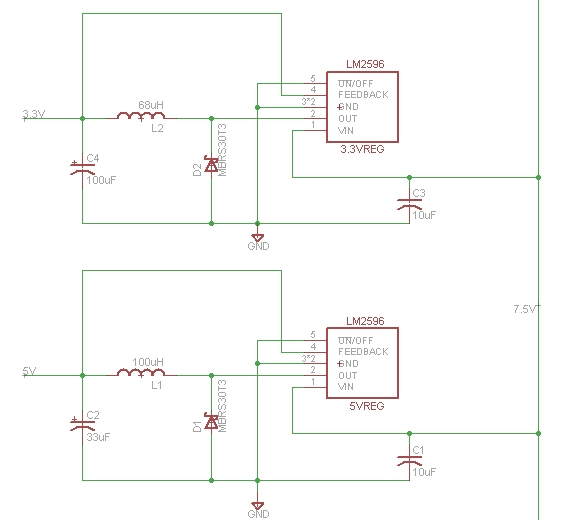 LM2596
68uH
5 ON/OFF
4 FEEDBACK
3*2 GND
3.3V
2 OUT
L2
1 VIN
3.3VREG
C4
100uF
D2
MBRS30T3
C3
10uF
GND
7.5V
LM2596
100uH
5 ON/OFF
4 FEEDBACK
3*2 GND
5V
2 OUT
L1
1 VIN
5VREG
C2
33uF
D1
MBRS30T3
C1
10uF
GND